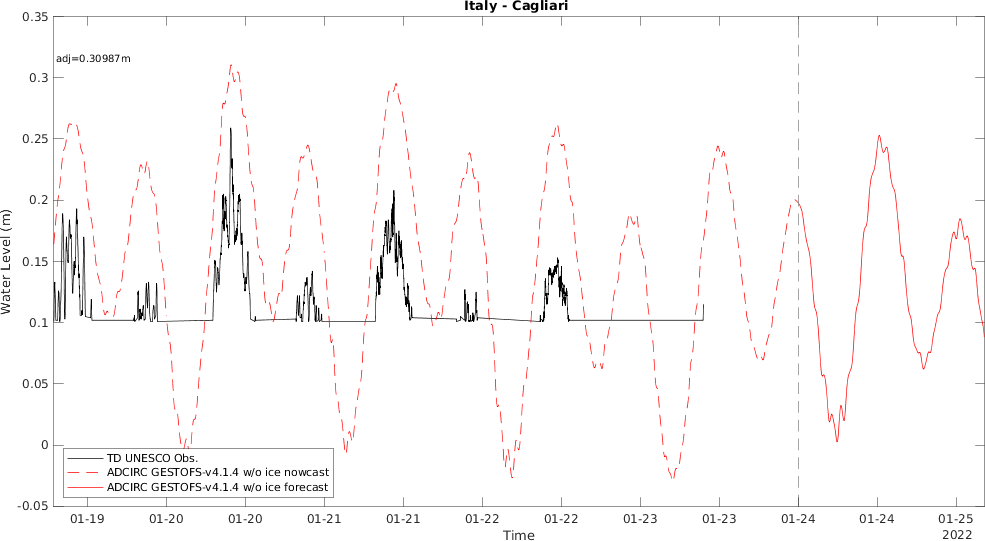 Italy - Cagliari
0.35
adj=0.30987m
0.3
0.25
0.2
0.15
0.1
0.05
0
-0.05
Water Level (m)
TD UNESCO Obs.
ADCIRC GESTOFS-v4.1.4 w/o ice nowcast
ADCIRC GESTOFS-v4.1.4 w/o ice forecast
01-19 01-20 01-20 01-21 01-21 01-22 01-22 01-23 01-23 01-24 01-24 01-25
Time
2022